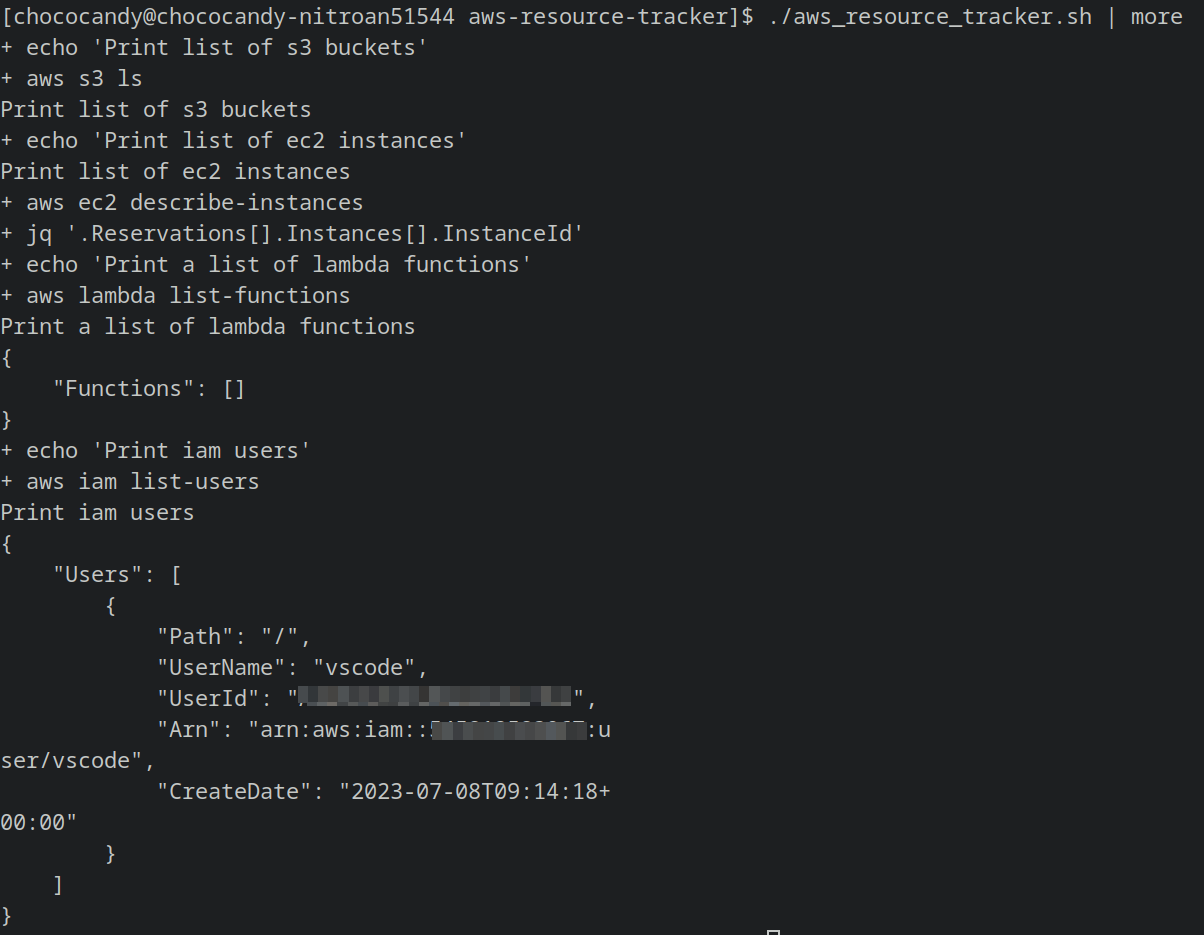 [chococandy@chococandy-nitroan51544 aws-resource-tracker]$ ./aws_resource_tracker.sh | more
+ echo 'Print list of s3 buckets'
+ aws s3 ls
Print list of s3 buckets
+ echo 'Print list of ec2 instances'
Print list of ec2 instances
+ aws ec2 describe-instances
+ jq '.Reservations[].Instances[].InstanceId'
+ echo 'Print a list of lambda functions'
+ aws lambda list-functions
Print a list of lambda functions
{
    "Functions": []
}
+ echo 'Print iam users'
+ aws iam list-users
Print iam users
{
    "Users": [
        {
            "Path": "/",
            "UserName": "vscode",
            "UserId": "",
            "Arn": "arn:aws:iam:::u
ser/vscode",
            "CreateDate": "2023-07-08T09:14:18+
00:00"
        }
    ]
}